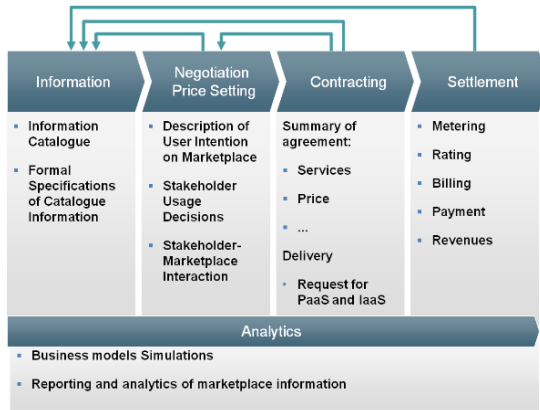 Information
Negotiation
Price Setting
Contracting
Settlement
Information
Catalogue
Formal
Specifications
of Catalogue
Information
Description of
User Intention
on Marketplace
Stakeholder
Usage
Decisions
Stakeholder-
Marketplace
Interaction
Summary of
agreement:
Services
Price
...
Delivery
Request for
PaaS and IaaS
Metering
Rating
Billing
Payment
Revenues
Analytics
Business models Simulations
Reporting and analytics of marketplace information